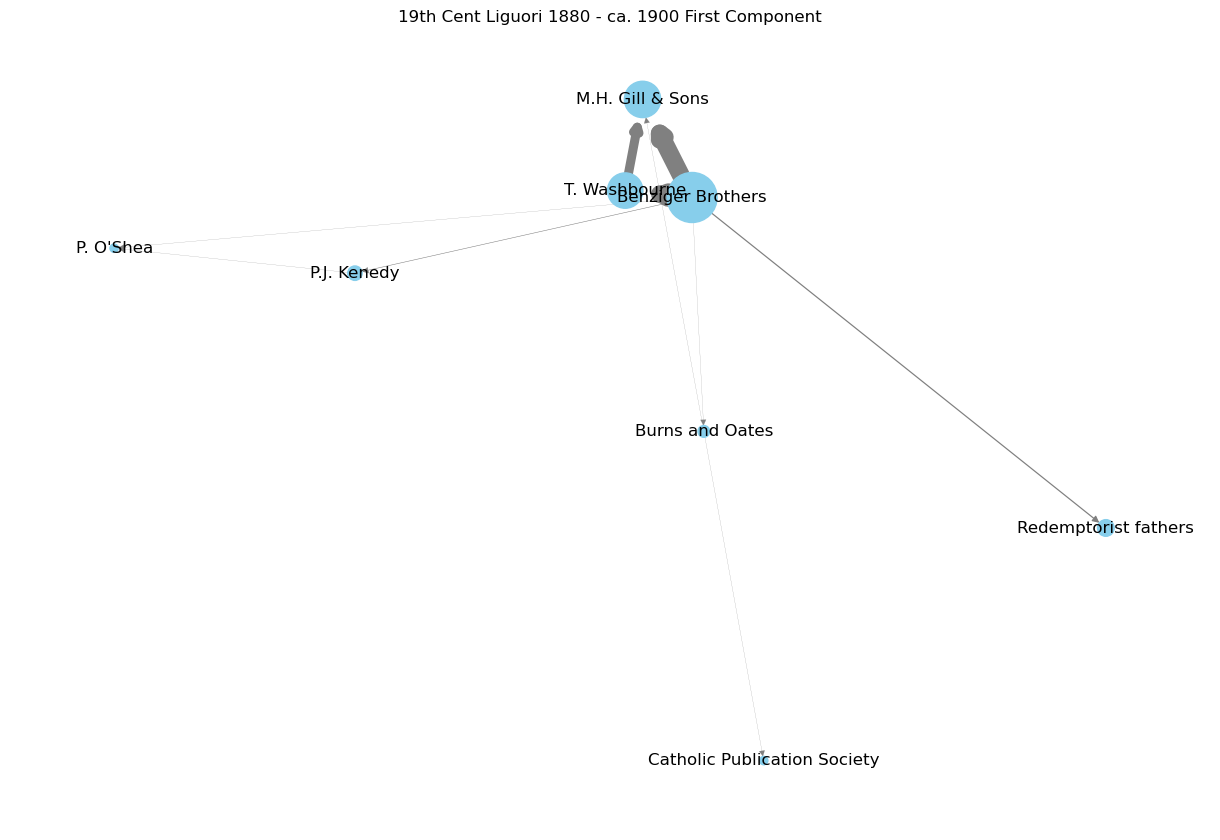 19th Cent Liguori 1880 - ca. 1900 First Component
M.H. Gill & Sons
T. Washbourne
Benziger Brothers
P. O'Shea
P.J. Kenedy
Burns and Oates
Redemptorist fathers
Catholic Publication Society